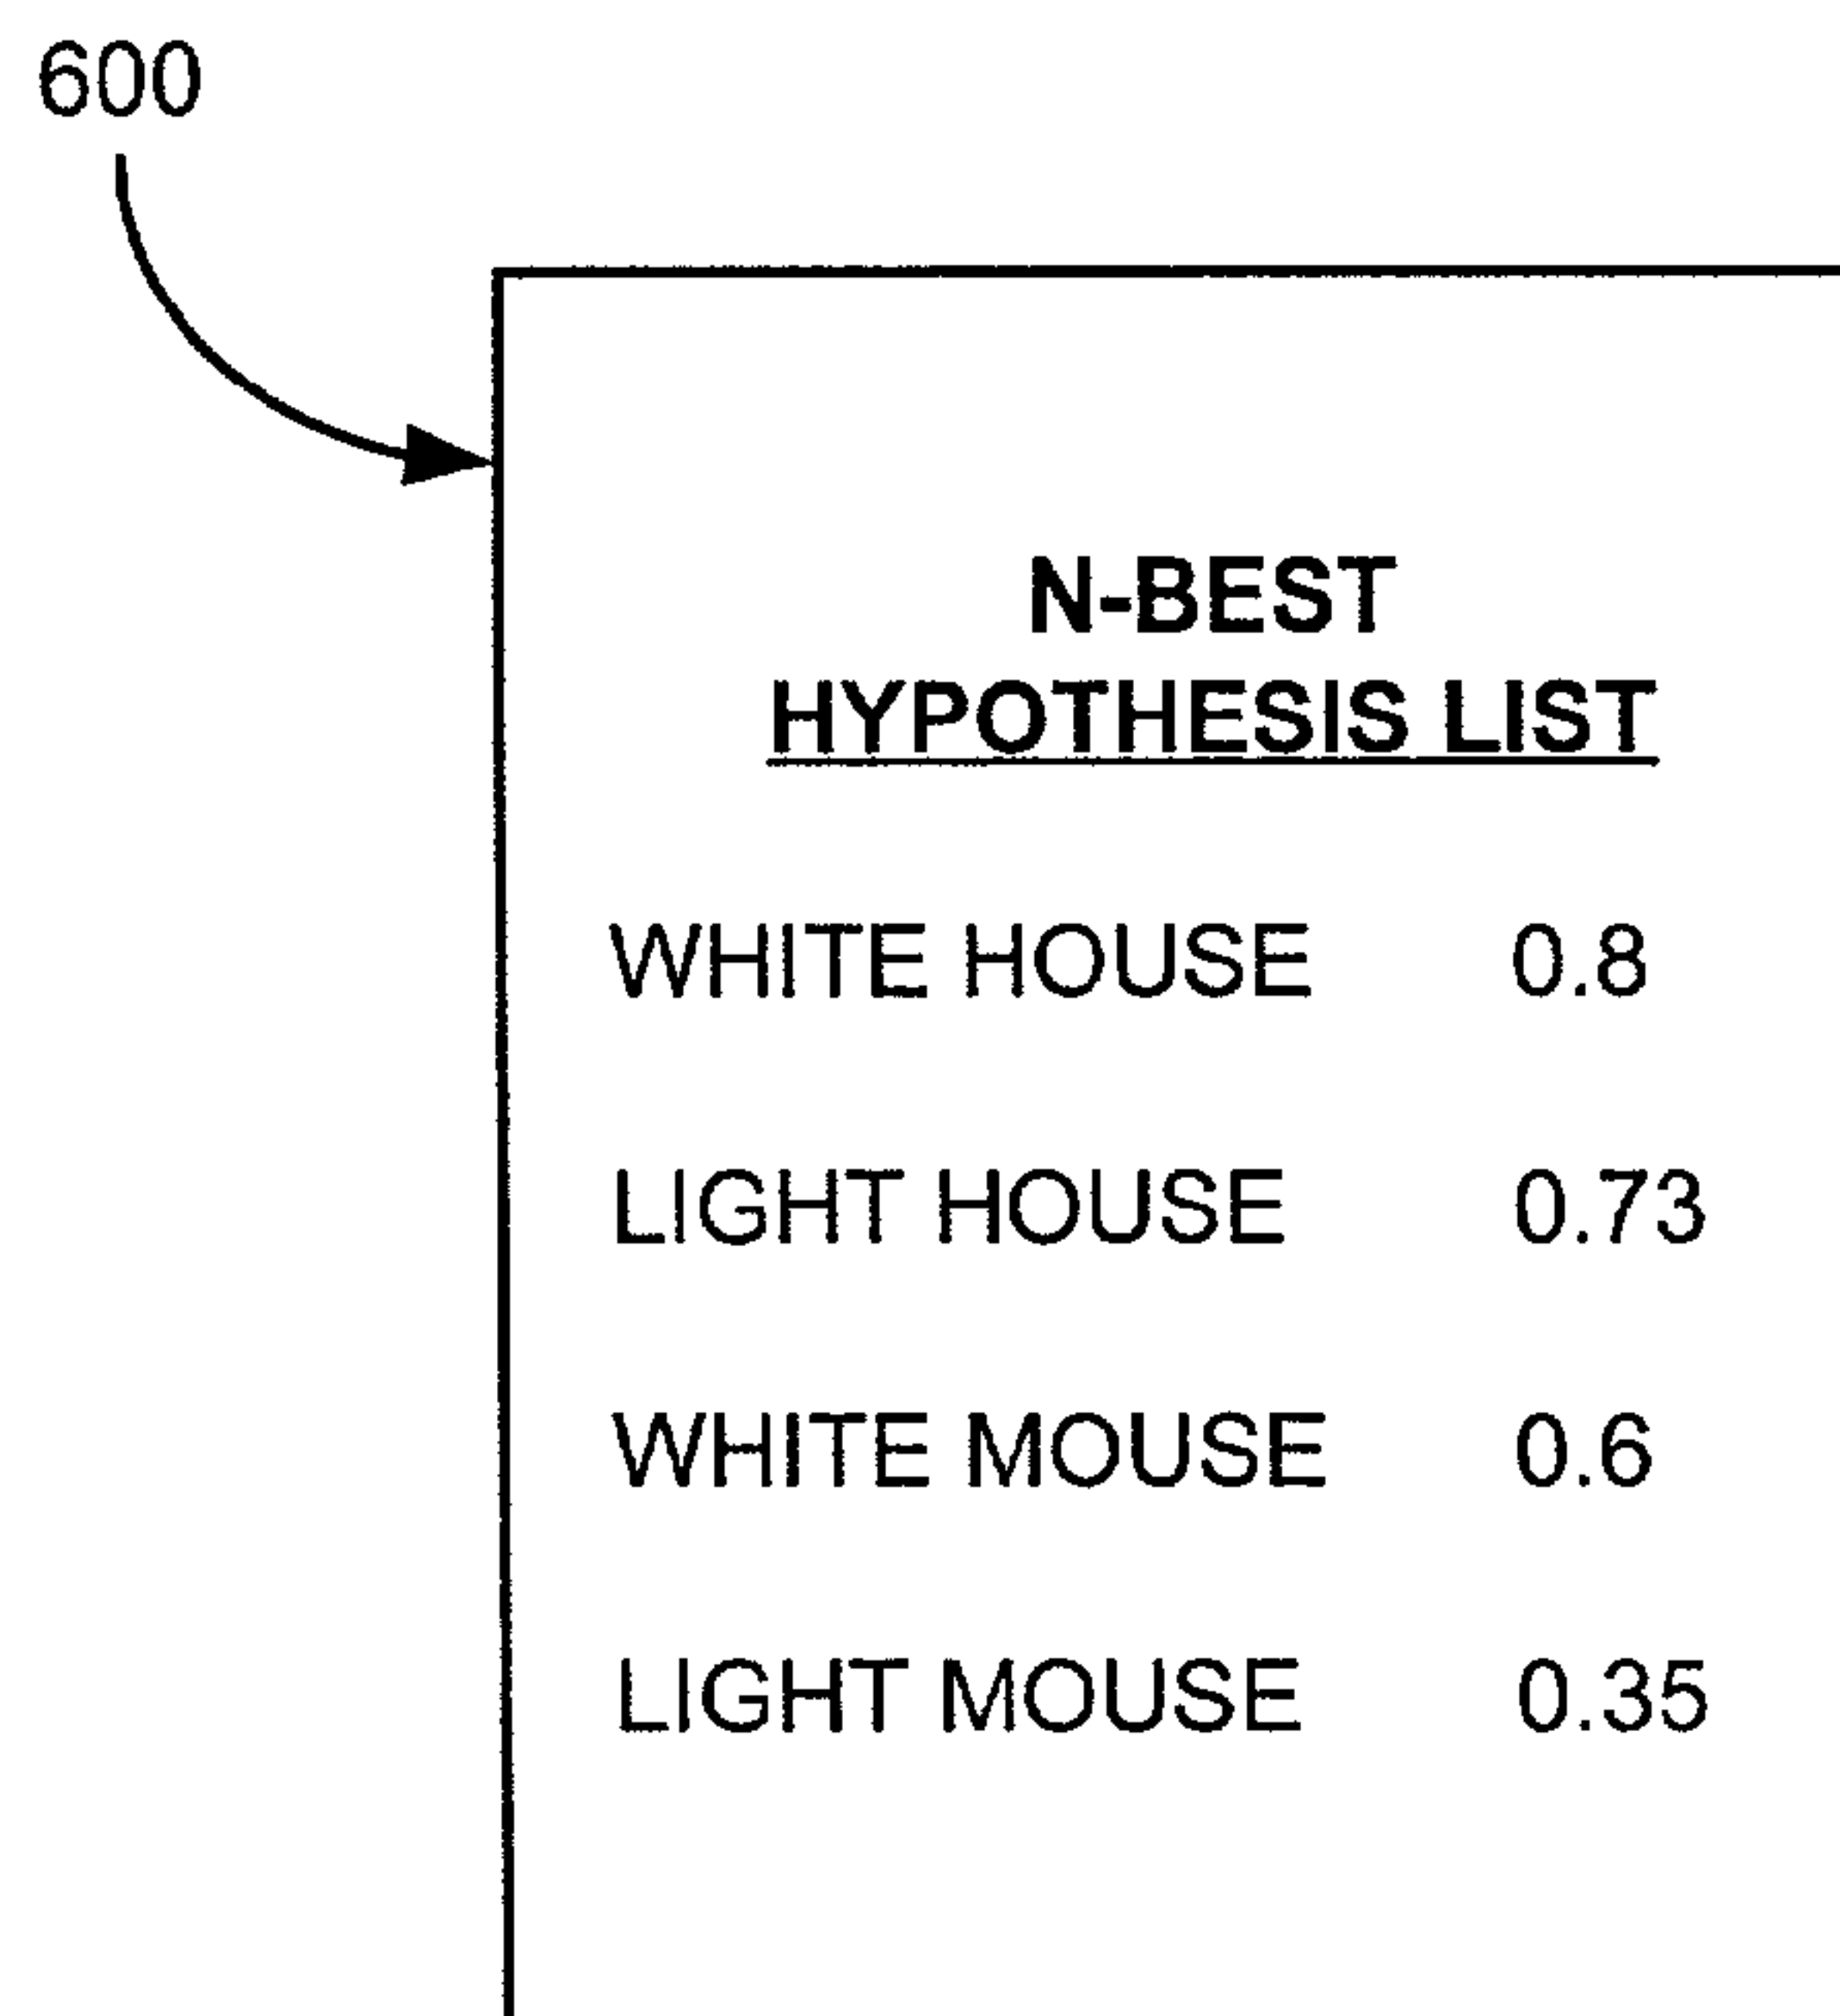 600
N-BEST
HYPOTHESIS LIST
WHITE HOUSE 0.8
LIGHT HOUSE 0.73
WHITE MOUSE 0.6
LIGHT MOUSE 0.35